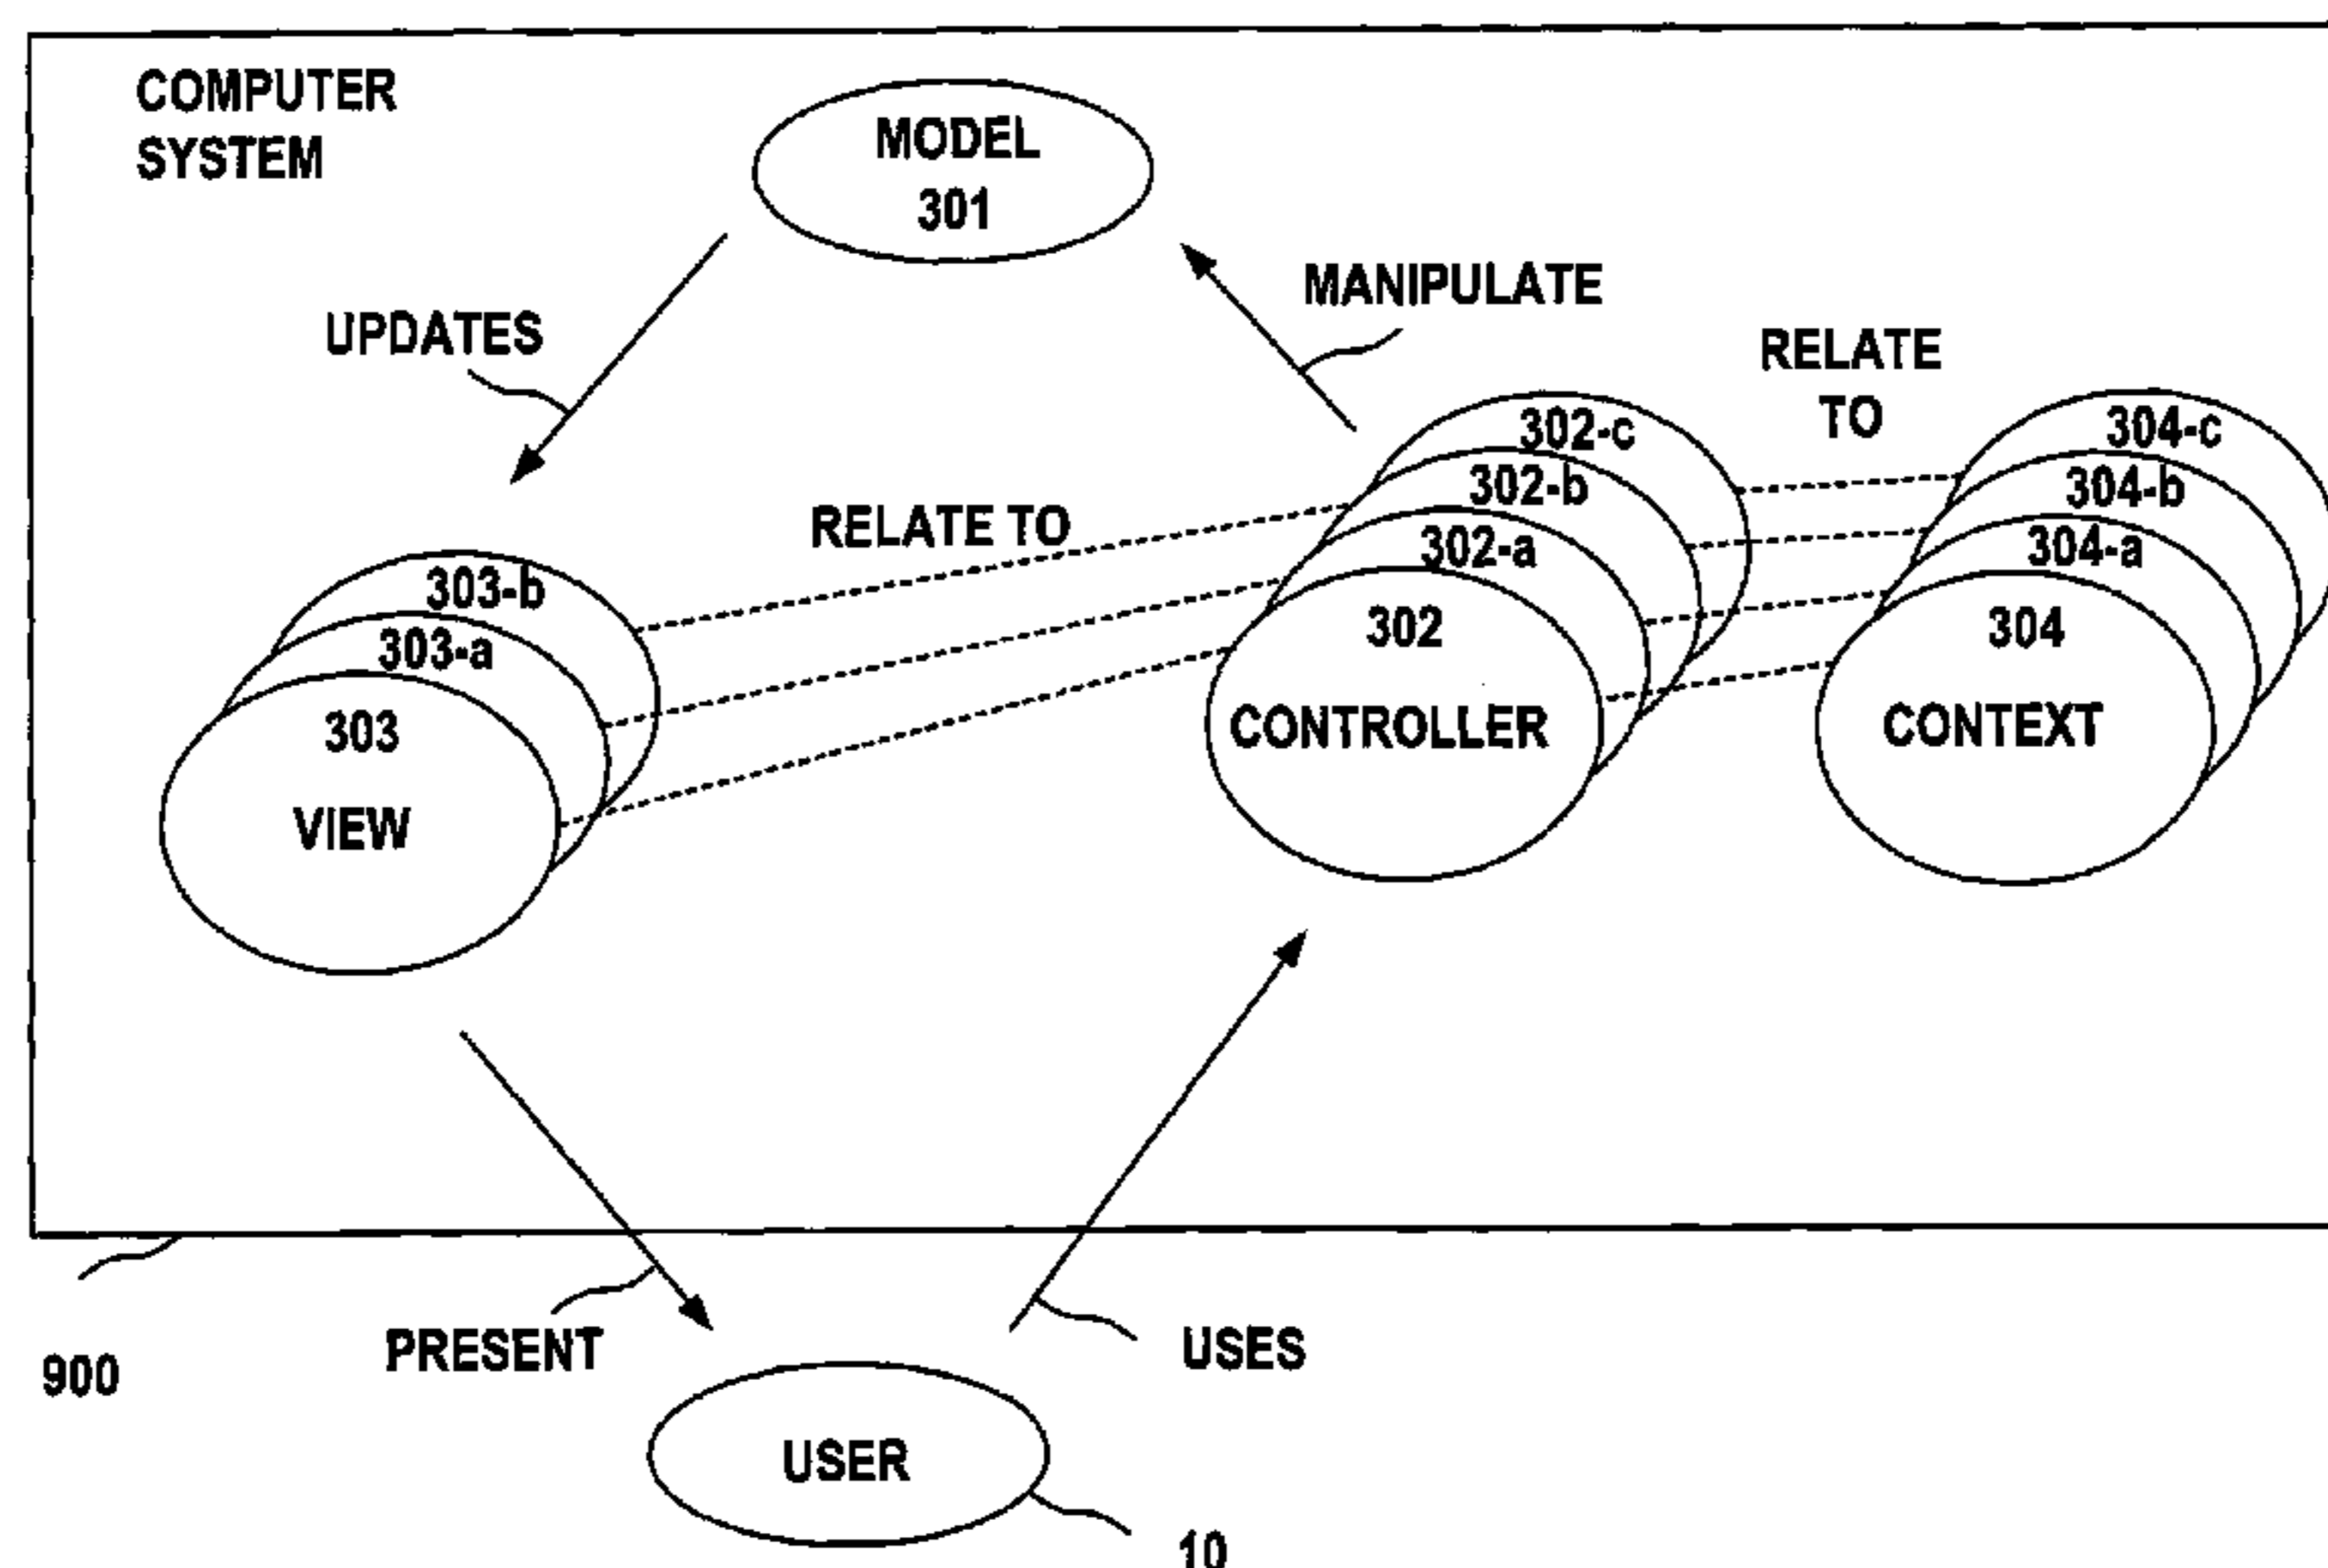 COMPUTER
SYSTEM
MODEL
301
MANIPULATE
UPDATES
RELATE
TO
302-c
304-c
302-b
304-b
RELATE TO
302-a
304-a
303-b
302
304
303-a
303
CONTROLLER
CONTEXT
VIEW
PRESENT
USES
900
USER
10